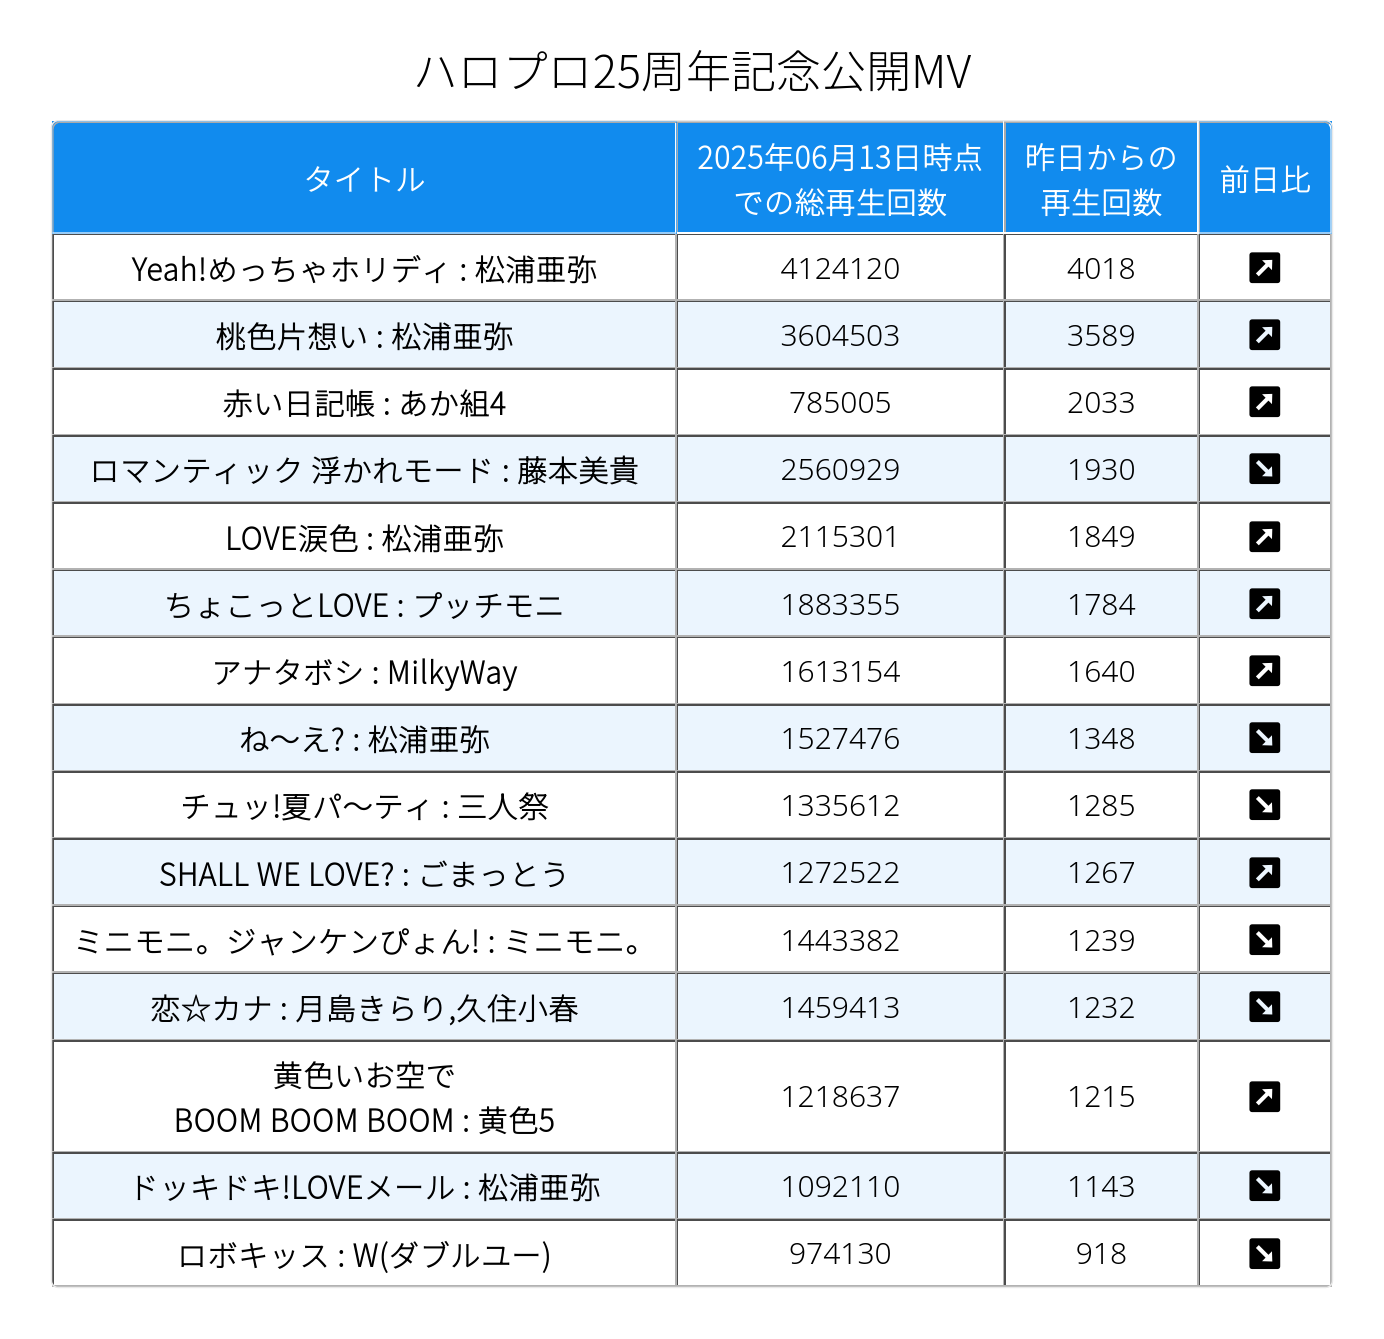 ハロプロ25周年記念公開MV
タイトル
2025年06月13日時点
での総再生回数
昨日からの
再生回数
前日比
Yeah!めっちゃホリディ : 松浦亜弥 4124120 4018 ↗
桃色片想い : 松浦亜弥 3604503 3589 ↗
赤い日記帳 : あか組4 785005 2033 ↗
ロマンティック 浮かれモード : 藤本美貴 2560929 1930 ↘
LOVE涙色 : 松浦亜弥 2115301 1849 ↗
ちょこっとLOVE : プッチモニ 1883355 1784 ↗
アナタボシ : MilkyWay 1613154 1640 ↗
ね〜え? : 松浦亜弥 1527476 1348 ↘
チュッ!夏パ〜ティ : 三人祭 1335612 1285 ↘
SHALL WE LOVE? : ごまっとう 1272522 1267 ↗
ミニモニ。ジャンケンぴょん! : ミニモニ。 1443382 1239 ↘
恋☆カナ : 月島きらり,久住小春 1459413 1232 ↘
黄色いお空で
BOOM BOOM BOOM : 黄色5 1218637 1215 ↗
ドッキドキ!LOVEメール : 松浦亜弥 1092110 1143 ↘
ロボキッス : W(ダブルユー) 974130 918 ↘